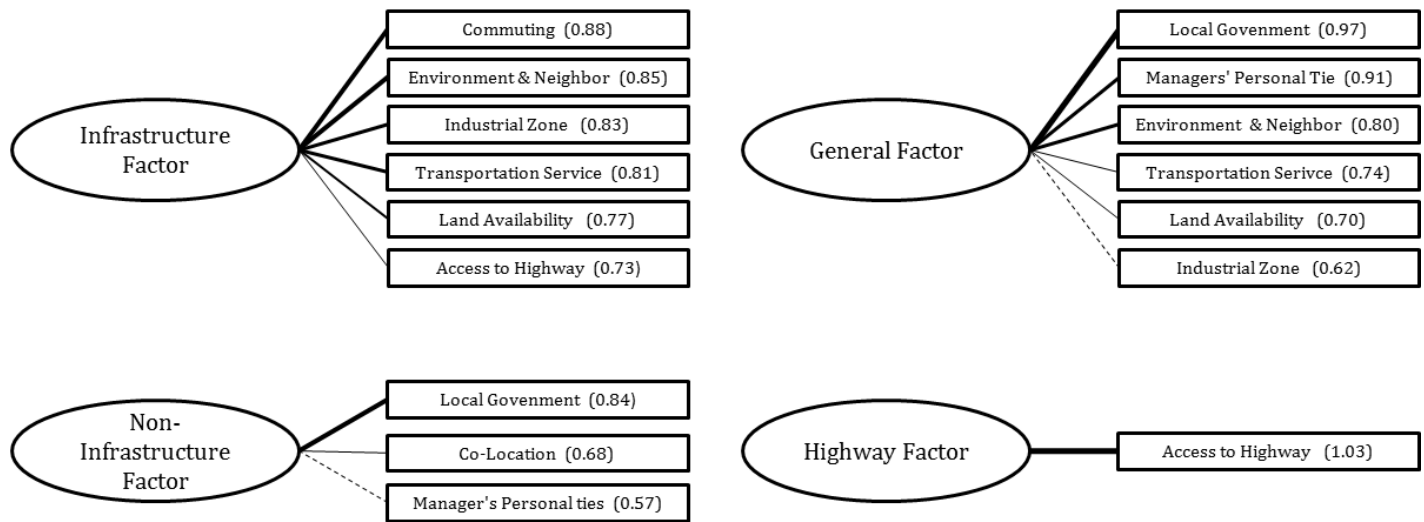 Infrastructure
Factor
Commuting (0.88)
Environment & Neighbor (0.85)
Industrial Zone (0.83)
Transportation Service (0.81)
Land Availability (0.77)
Access to Highway (0.73)
General Factor
Local Govenment (0.97)
Managers' Personal Tie (0.91)
Environment & Neighbor (0.80)
Transportation Serivce (0.74)
Land Availability (0.70)
Industrial Zone (0.62)
Non-
Infrastructure
Factor
Local Govenment (0.84)
Co-Location (0.68)
Manager's Personal ties (0.57)
Highway Factor
Access to Highway (1.03)